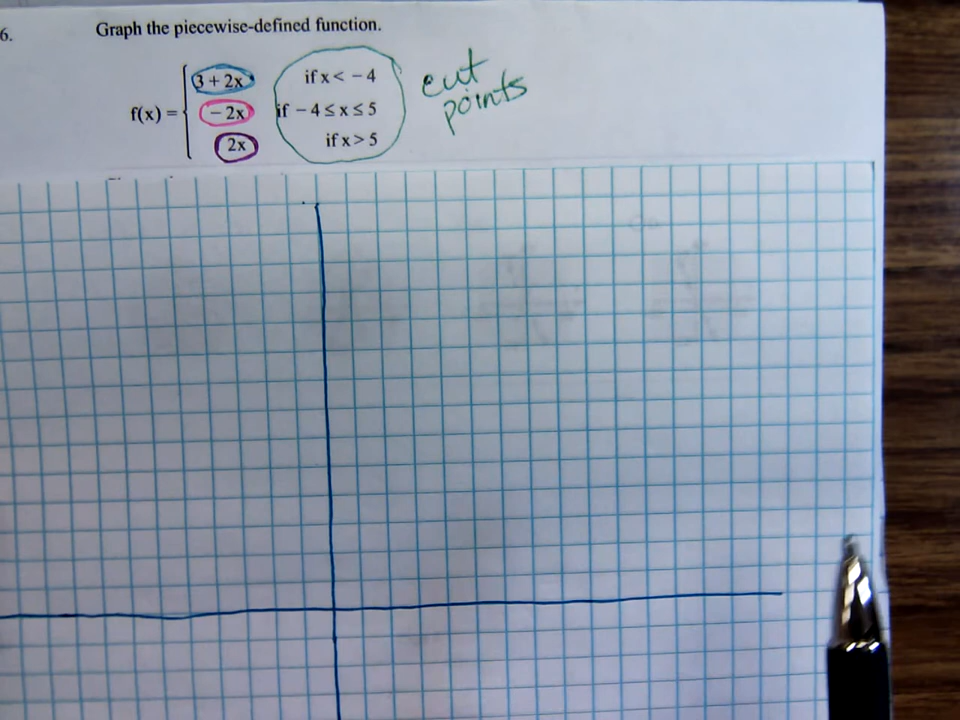 6. Graph the piecewise-defined function.
3 + 2x if x < - 4
f(x) = { - 2x if - 4 ≤ x ≤ 5
2x if x > 5
cut
points